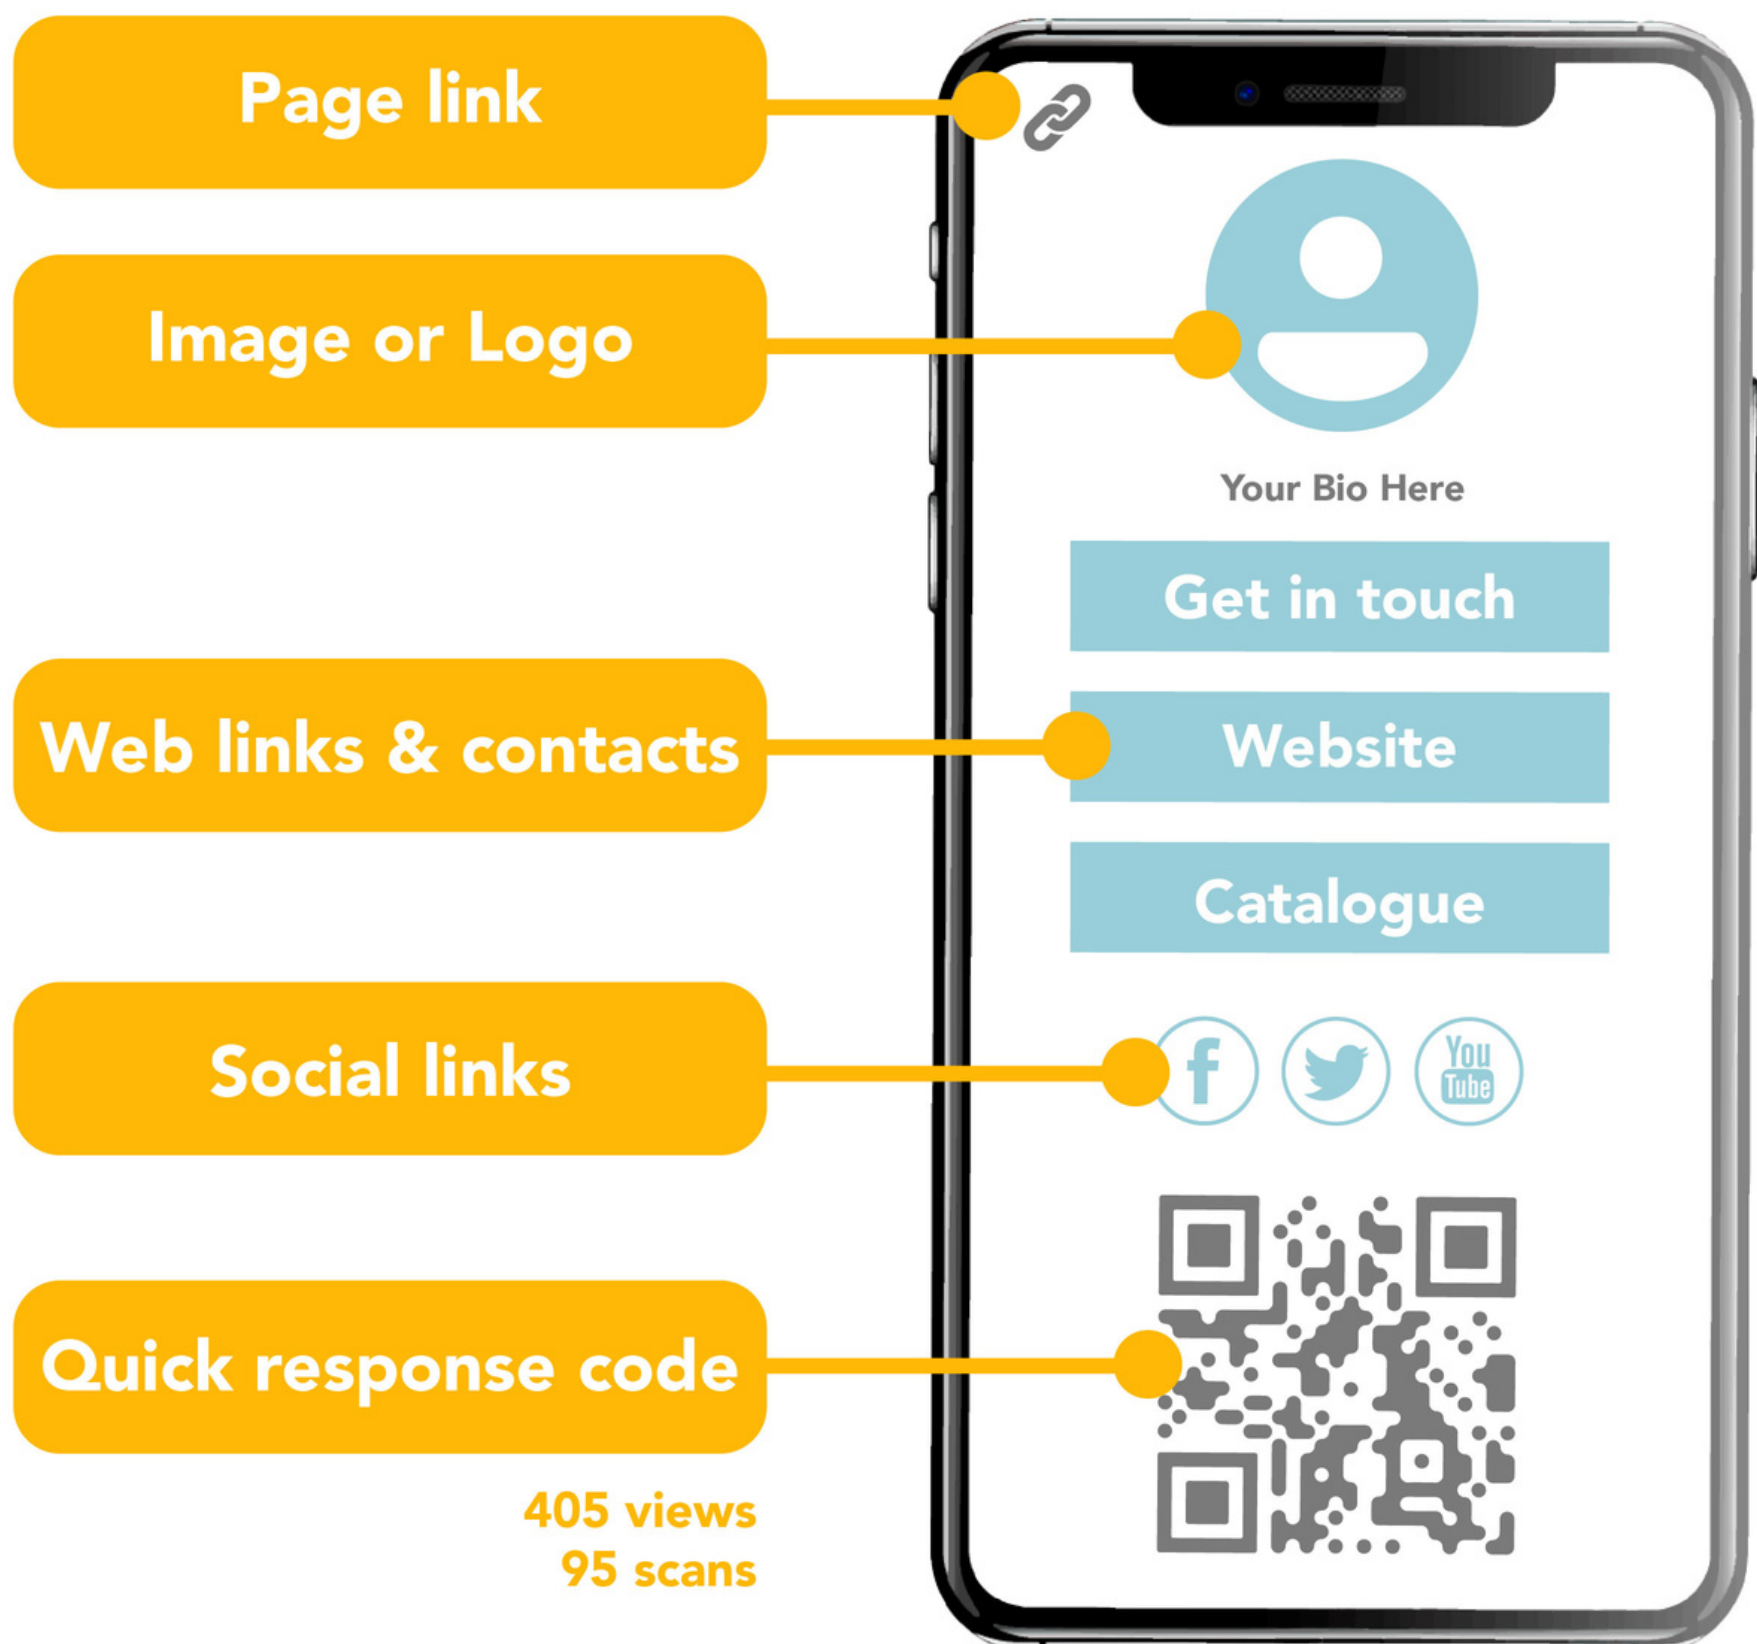 Page link
Image or Logo
Your Bio Here
Get in touch
Web links & contacts
Website
Catalogue
Social links
f
You
Tube
Quick response code
405 views
95 scans